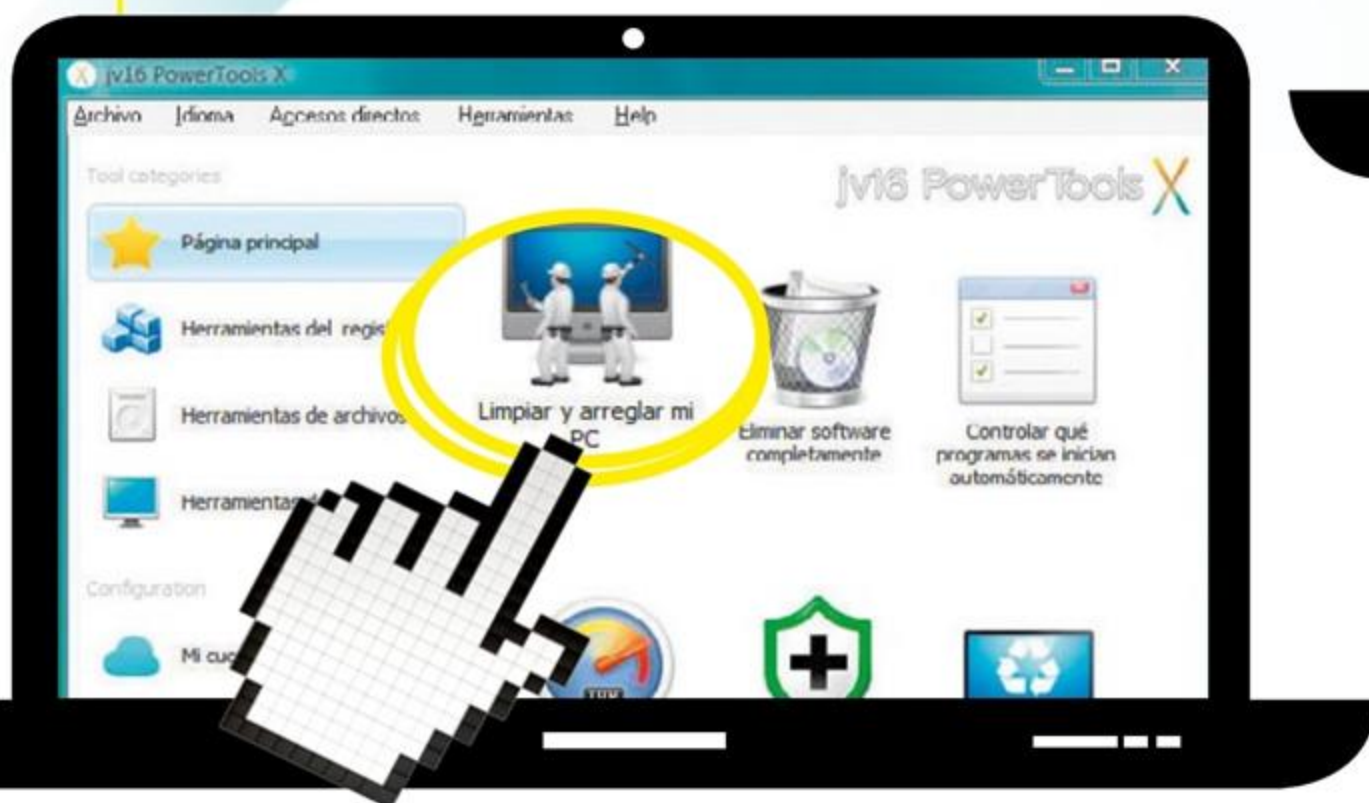 jv16 PowerTools X
Archivo Idioma Accesos directos Herramientas Help
Tool categories
jv16 PowerTools X
Página principal
Herramientas del regis
Herramientas de archivos
Herramientas
Limpiar y arreglar mi
PC
Eliminar software
completamente
Controlar qué
programas se inician
automáticamente
Configuration
Mi cue